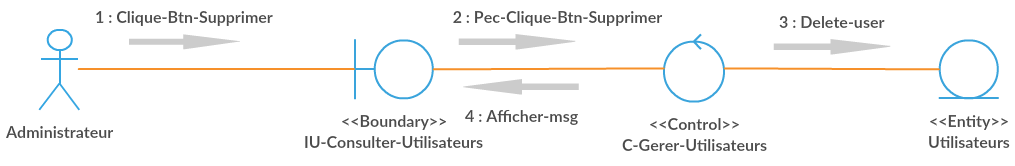 1 : Clique-Btn-Supprimer
2 : Pec-Clique-Btn-Supprimer
3 : Delete-user
4 : Afficher-msg
Administrateur
<<Boundary>>
IU-Consulter-Utilisateurs
<<Control>>
C-Gerer-Utilisateurs
<<Entity>>
Utilisateurs